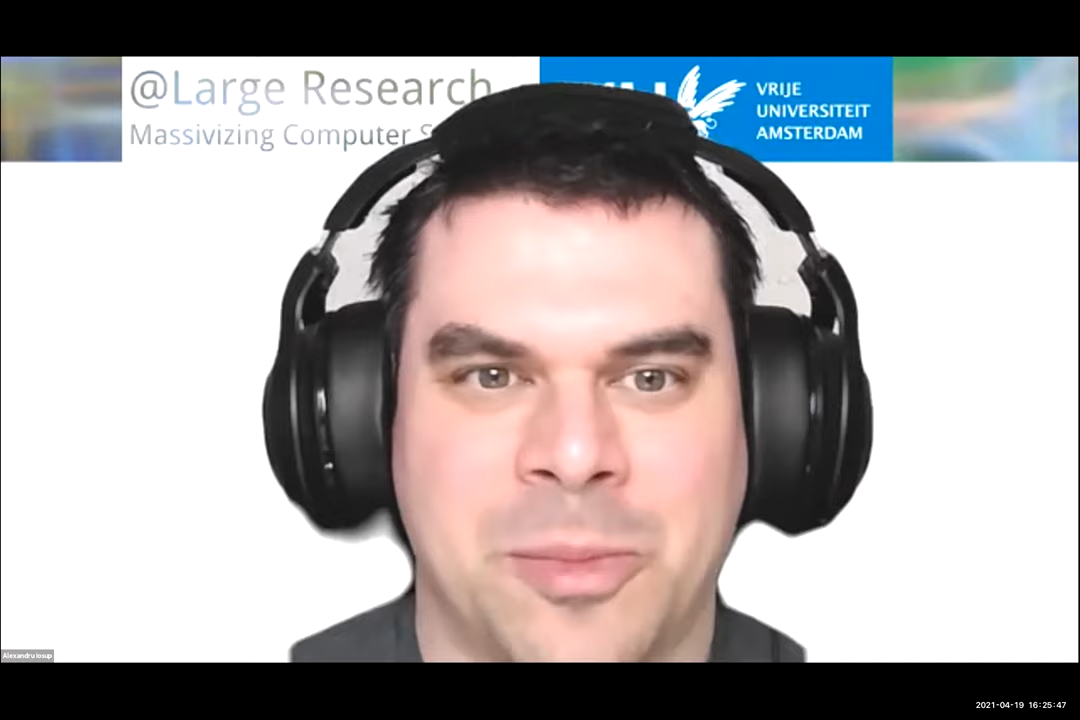 @Large Research
Massivizing Computer S
VRIJE
UNIVERSITEIT
AMSTERDAM
Alexandru Iosup
2021-04-19 16:25:47